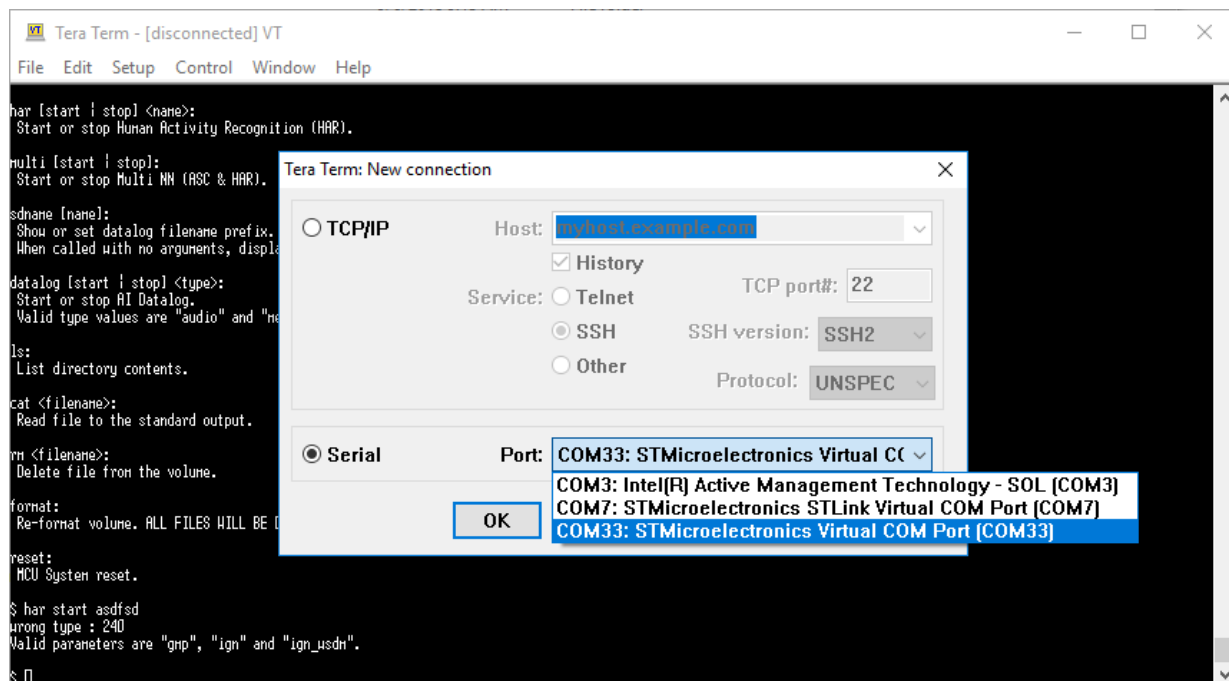 Tera Term - [disconnected] VT
File Edit Setup Control Window Help
har [start | stop] <name>:
Start or stop Human Activity Recognition (HAR).
multi [start | stop]:
Start or stop Multi NN (ASC & HAR).
sdname [name]:
Show or set datalog filename prefix.
When called with no arguments, displa
datalog [start | stop] <type>:
Start or stop AI Datalog.
Valid type values are "audio" and "me
ls:
List directory contents.
cat <filename>:
Read file to the standard output.
rm <filename>:
Delete file from the volume.
format:
Re-format volume. ALL FILES WILL BE
reset:
MCU System reset.
$ har start asdfsd
wrong type : 240
Valid parameters are "gmp", "ign" and "ign_wsdm".
$
Tera Term: New connection
TCP/IP Host: myhost.example.com
History
Service: Telnet TCP port#: 22
SSH SSH version: SSH2
Other Protocol: UNSPEC
Serial Port: COM33: STMicroelectronics Virtual CO
COM3: Intel(R) Active Management Technology - SOL (COM3)
COM7: STMicroelectronics STLink Virtual COM Port (COM7)
COM33: STMicroelectronics Virtual COM Port (COM33)
OK